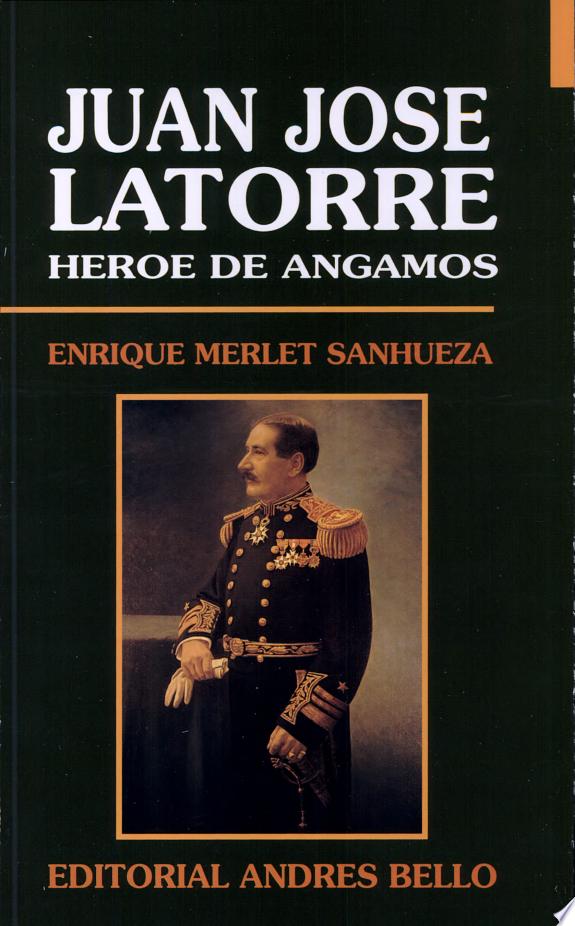 JUAN JOSE
LATORRE
HEROE DE ANGAMOS
ENRIQUE MERLET SANHUEZA
EDITORIAL ANDRES BELLO